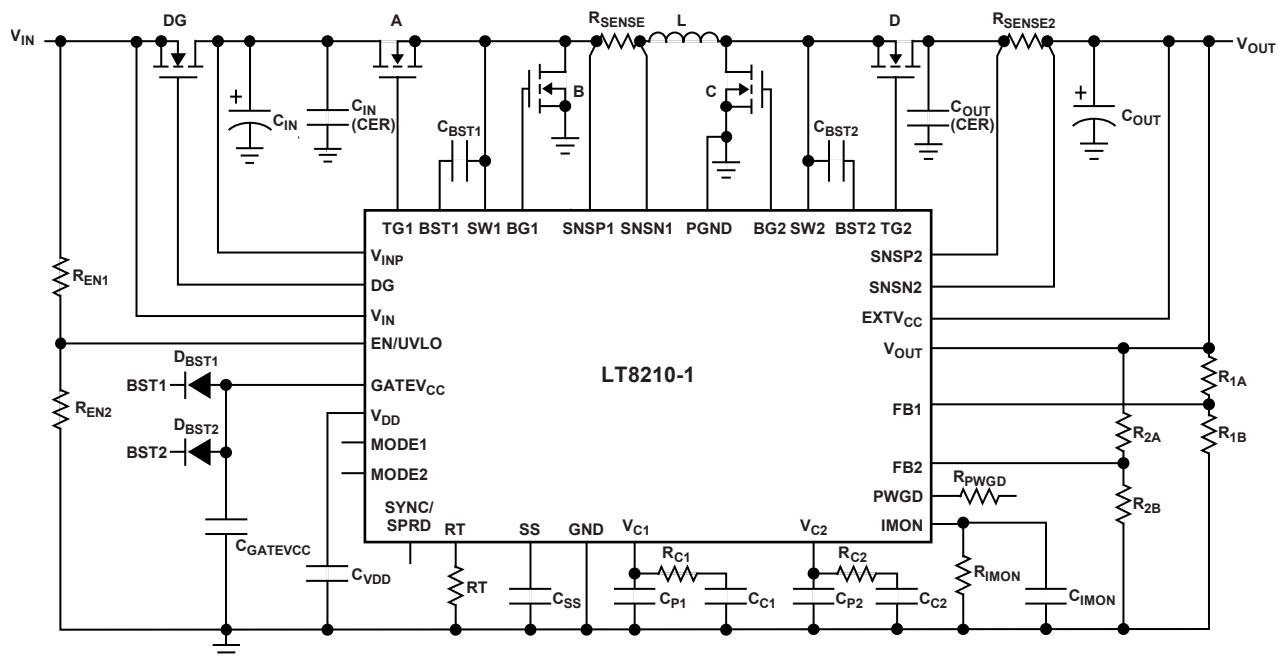 DG
A
RSENSE
L
D
RSENSE2
VIN
VOUT
+
CIN
CIN
(CER)
B
C
COUT
(CER)
+
COUT
CBST1
CBST2
TG1 BST1 SW1 BG1 SNSP1 SNSN1 PGND BG2 SW2 BST2 TG2
VINP
DG
VIN
EN/UVLO
GATEVCC
VDD
MODE1
MODE2
SNSP2
SNSN2
EXTVCC
VOUT
FB1
FB2
PWGD
IMON
LT8210-1
REN1
REN2
DBST1
BST1
DBST2
BST2
R1A
R1B
R2A
R2B
RPWGD
SYNC/
SPRD
RT
SS
GND
VC1
VC2
CGATEVCC
CVDD
RT
CSS
RC1
CP1
CC1
RC2
CP2
CC2
RIMON
CIMON